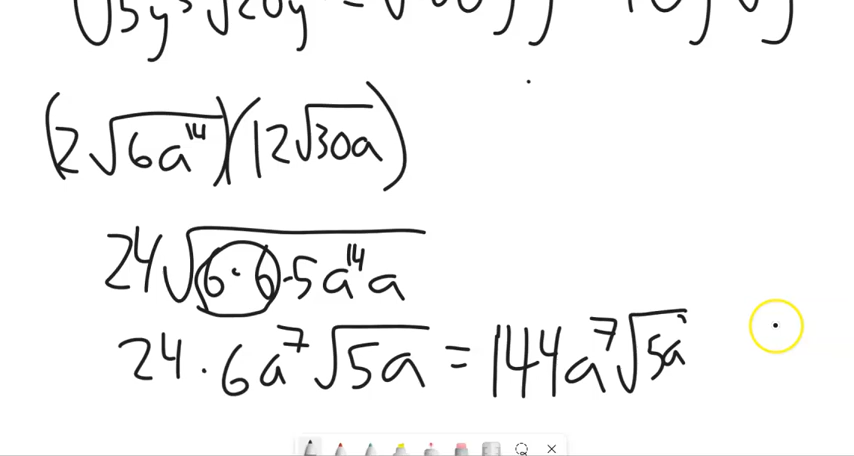 (2√6a¹⁴)(12√30a)
24√6·6·5a¹⁴a
24·6a⁷√5a = 144a⁷√5a